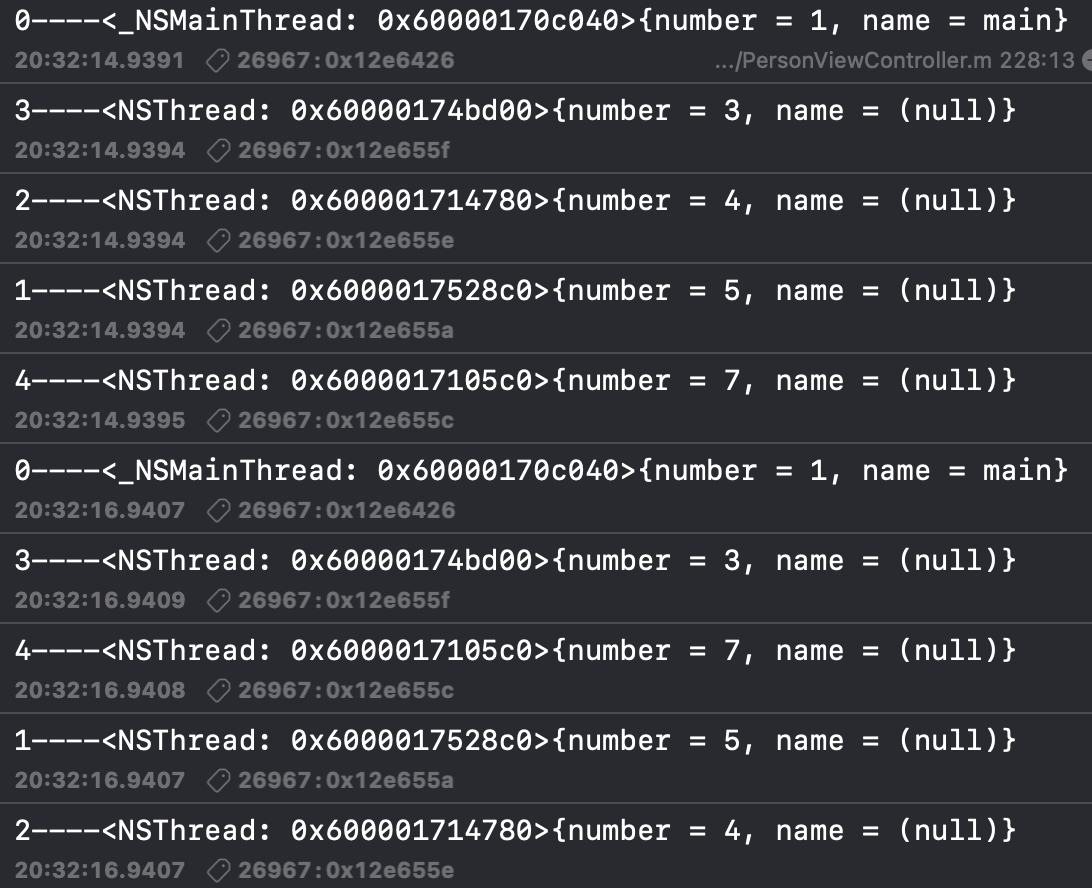 0----<_NSMainThread: 0x60000170c040>{number = 1, name = main}
20:32:14.9391 26967:0x12e6426 .../PersonViewController.m 228:13
3----<NSThread: 0x60000174bd00>{number = 3, name = (null)}
20:32:14.9394 26967:0x12e655f
2----<NSThread: 0x600001714780>{number = 4, name = (null)}
20:32:14.9394 26967:0x12e655e
1----<NSThread: 0x6000017528c0>{number = 5, name = (null)}
20:32:14.9394 26967:0x12e655a
4----<NSThread: 0x6000017105c0>{number = 7, name = (null)}
20:32:14.9395 26967:0x12e655c
0----<_NSMainThread: 0x60000170c040>{number = 1, name = main}
20:32:16.9407 26967:0x12e6426
3----<NSThread: 0x60000174bd00>{number = 3, name = (null)}
20:32:16.9409 26967:0x12e655f
4----<NSThread: 0x6000017105c0>{number = 7, name = (null)}
20:32:16.9408 26967:0x12e655c
1----<NSThread: 0x6000017528c0>{number = 5, name = (null)}
20:32:16.9407 26967:0x12e655a
2----<NSThread: 0x600001714780>{number = 4, name = (null)}
20:32:16.9407 26967:0x12e655e